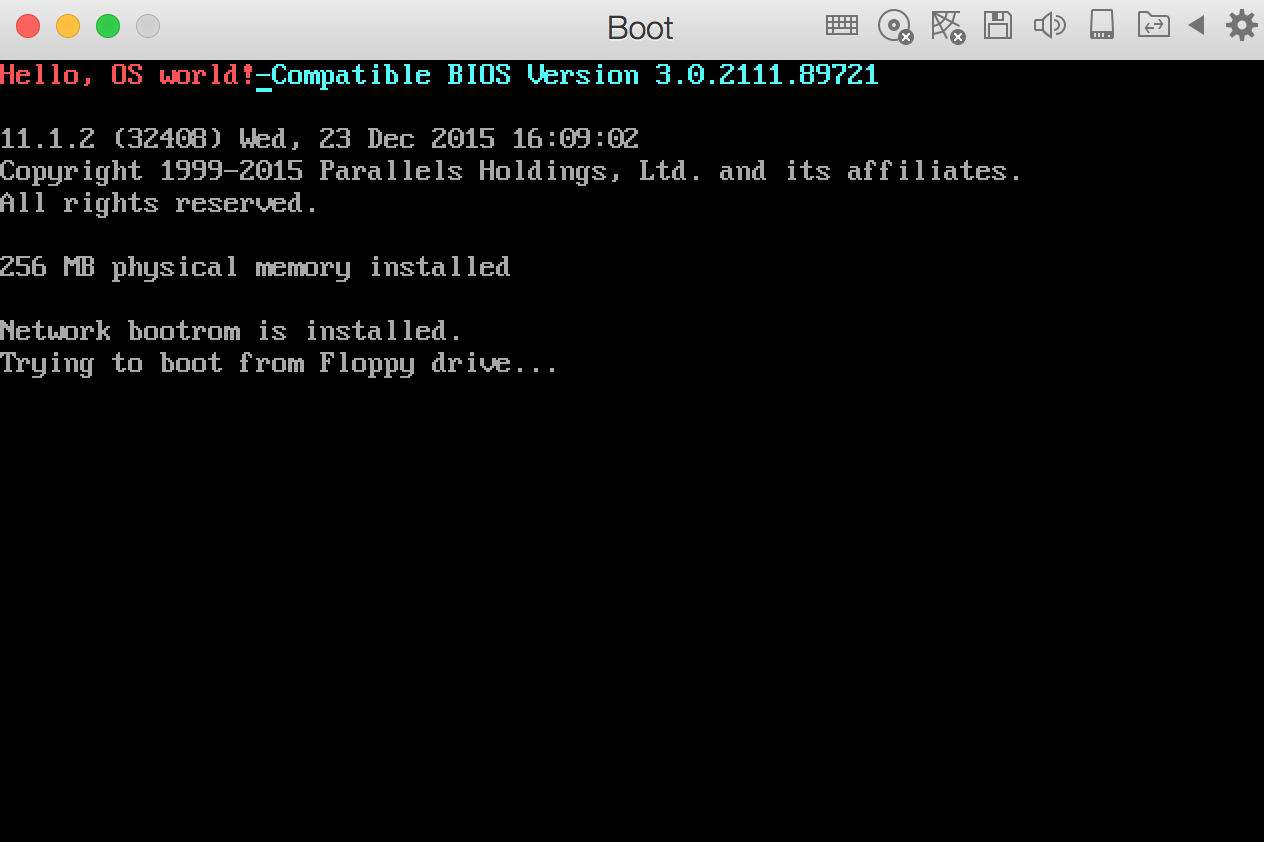 Boot
Hello, OS world!-Compatible BIOS Version 3.0.2111.89721
11.1.2 (32408) Wed, 23 Dec 2015 16:09:02
Copyright 1999-2015 Parallels Holdings, Ltd. and its affiliates.
All rights reserved.
256 MB physical memory installed
Network bootrom is installed.
Trying to boot from Floppy drive...